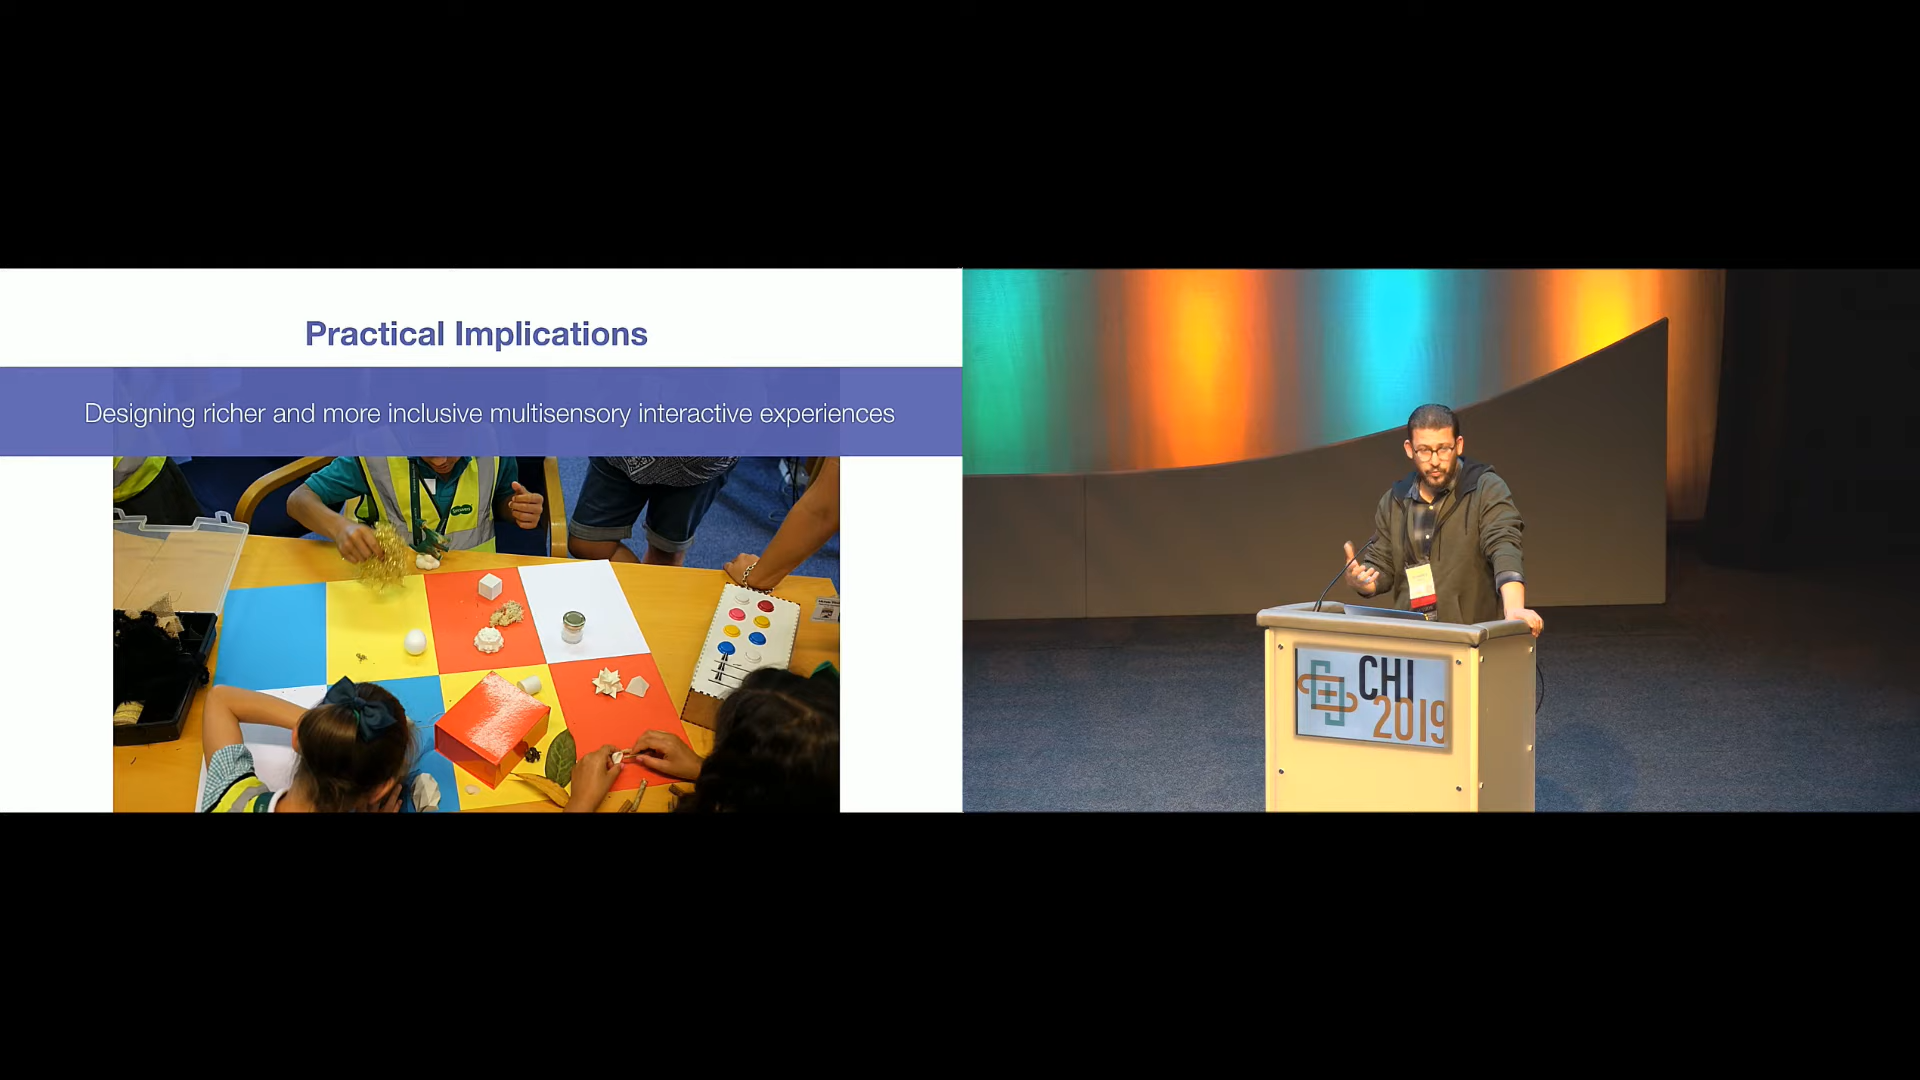 Practical Implications
Designing richer and more inclusive multisensory interactive experiences
CHI
2019